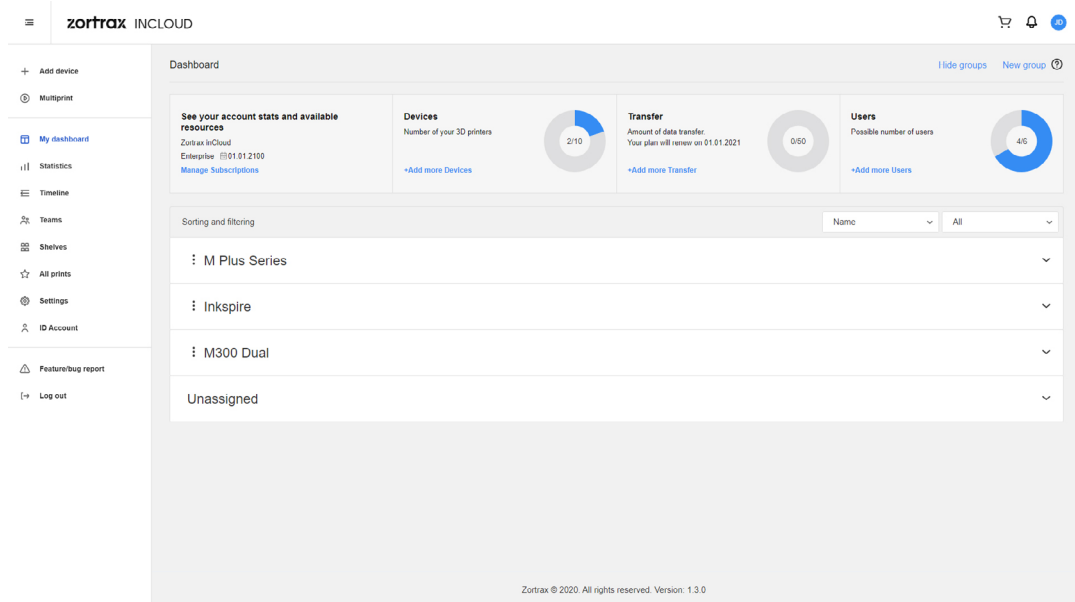 zortrax INCLOUD
JD
Add device
Multiprint
My dashboard
Statistics
Timeline
Teams
Shelves
All prints
Settings
ID Account
Feature/bug report
Log out
Dashboard
Hide groups
New group
See your account stats and available
resources
Zortrax inCloud
Enterprise 01.01.2100
Manage Subscriptions
Devices
Number of your 3D printers
+Add more Devices
2/10
Transfer
Amount of data transfer.
Your plan will renew on 01.01.2021
+Add more Transfer
0/50
Users
Possible number of users
+Add more Users
4/6
Sorting and filtering
Name
All
M Plus Series
Inkspire
M300 Dual
Unassigned
Zortrax © 2020. All rights reserved. Version: 1.3.0